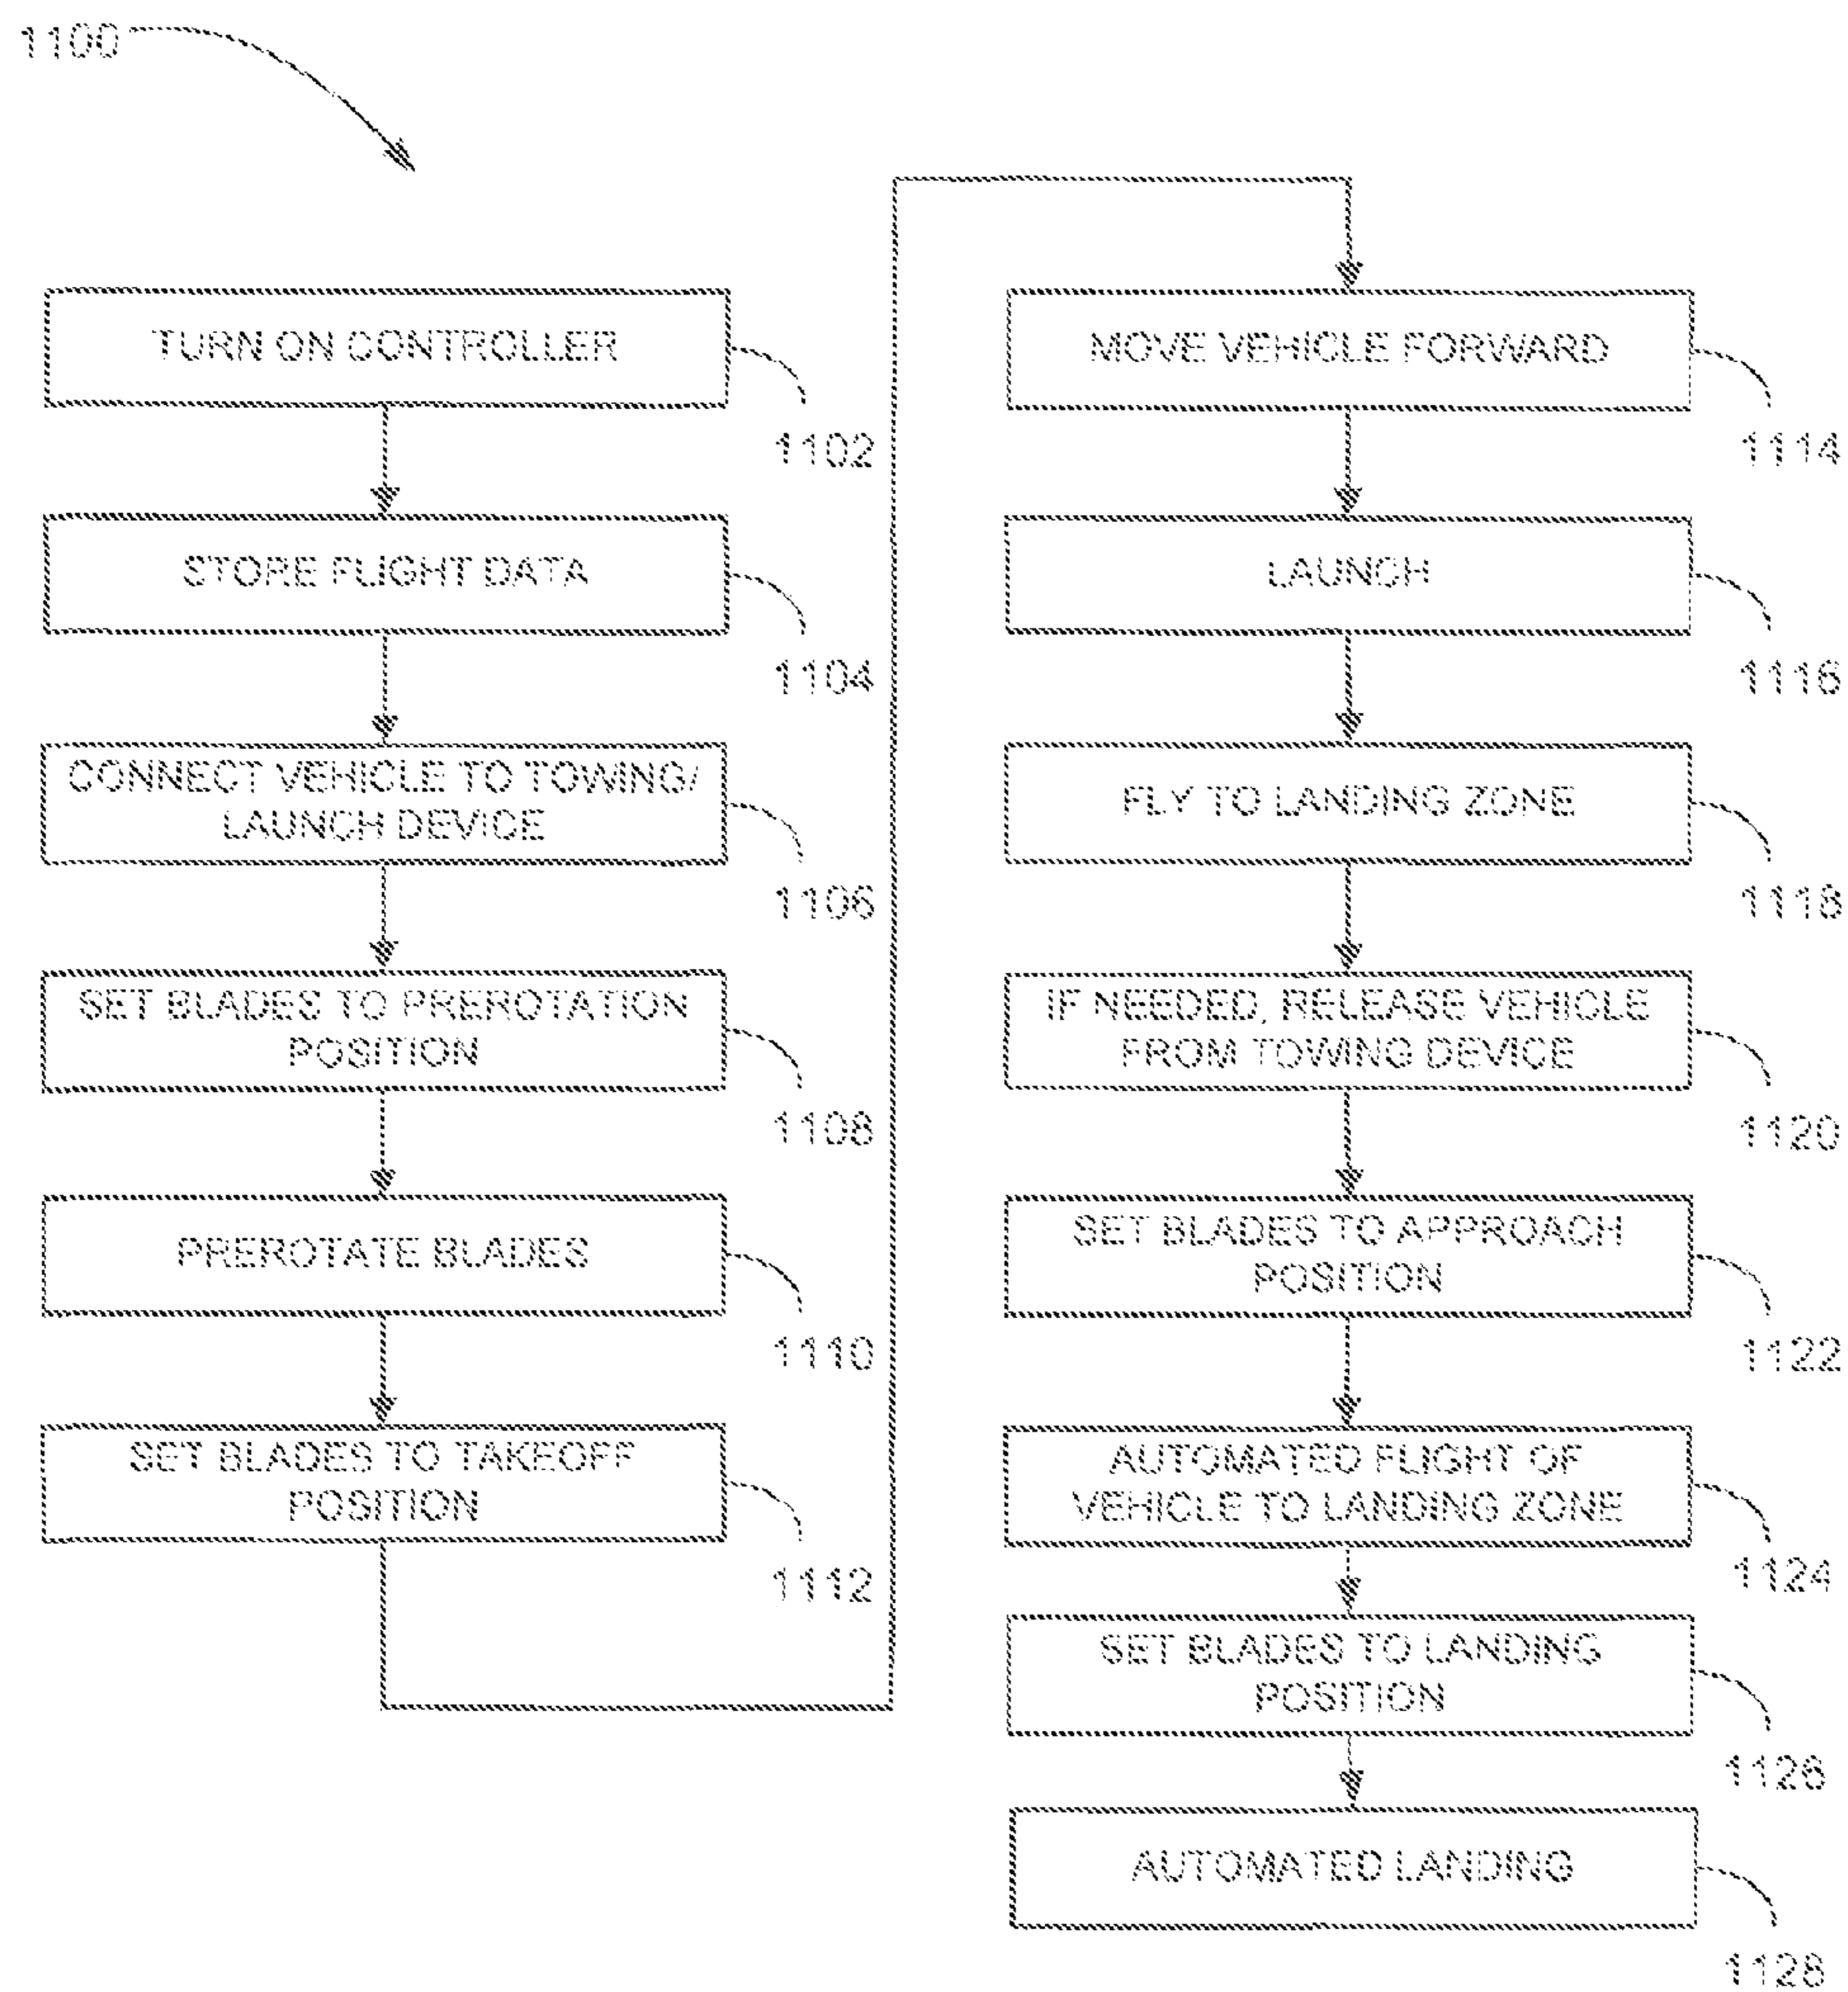 1100
TURN ON CONTROLLER
1102
STORE FLIGHT DATA
1104
CONNECT VEHICLE TO TOWING/
LAUNCH DEVICE
1106
SET BLADES TO PREROTATION
POSITION
1108
PREROTATE BLADES
1110
SET BLADES TO TAKEOFF
POSITION
1112
MOVE VEHICLE FORWARD
1114
LAUNCH
1116
FLY TO LANDING ZONE
1118
IF NEEDED, RELEASE VEHICLE
FROM TOWING DEVICE
1120
SET BLADES TO APPROACH
POSITION
1122
AUTOMATED FLIGHT OF
VEHICLE TO LANDING ZONE
1124
SET BLADES TO LANDING
POSITION
1126
AUTOMATED LANDING
1128